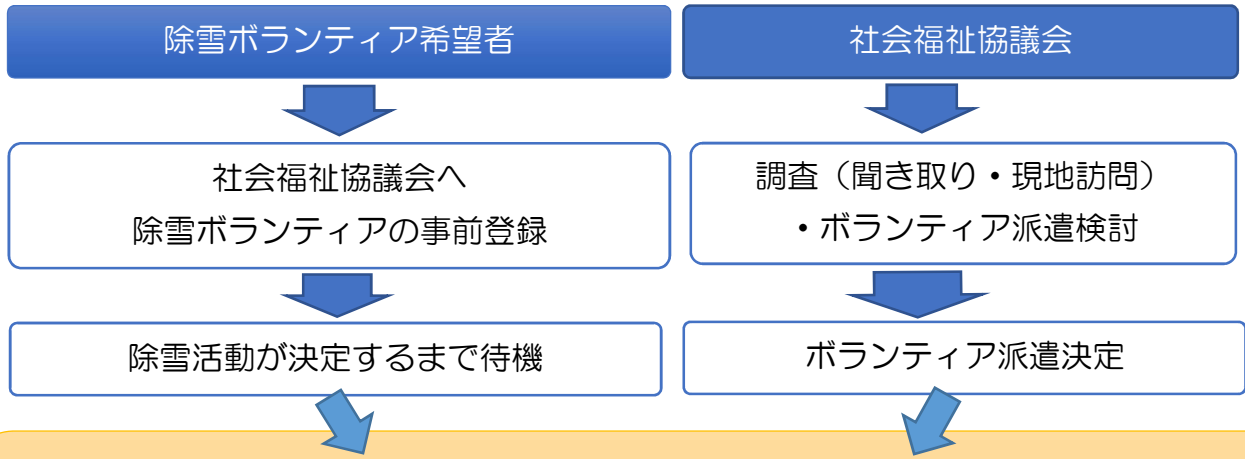 除雪ボランティア希望者
社会福祉協議会へ
除雪ボランティアの事前登録
除雪活動が決定するまで待機
社会福祉協議会
調査（聞き取り・現地訪問）
・ボランティア派遣検討
ボランティア派遣決定